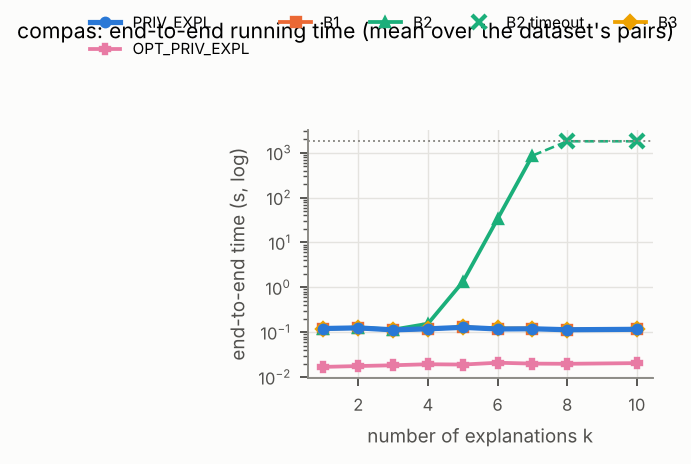 PRIV_EXPL B1 B2 B2 timeout B3
compas: end-to-end running time (mean over the dataset's pairs)
OPT_PRIV_EXPL
end-to-end time (s, log)
10³
10²
10¹
10⁰
10⁻¹
10⁻²
2 4 6 8 10
number of explanations k